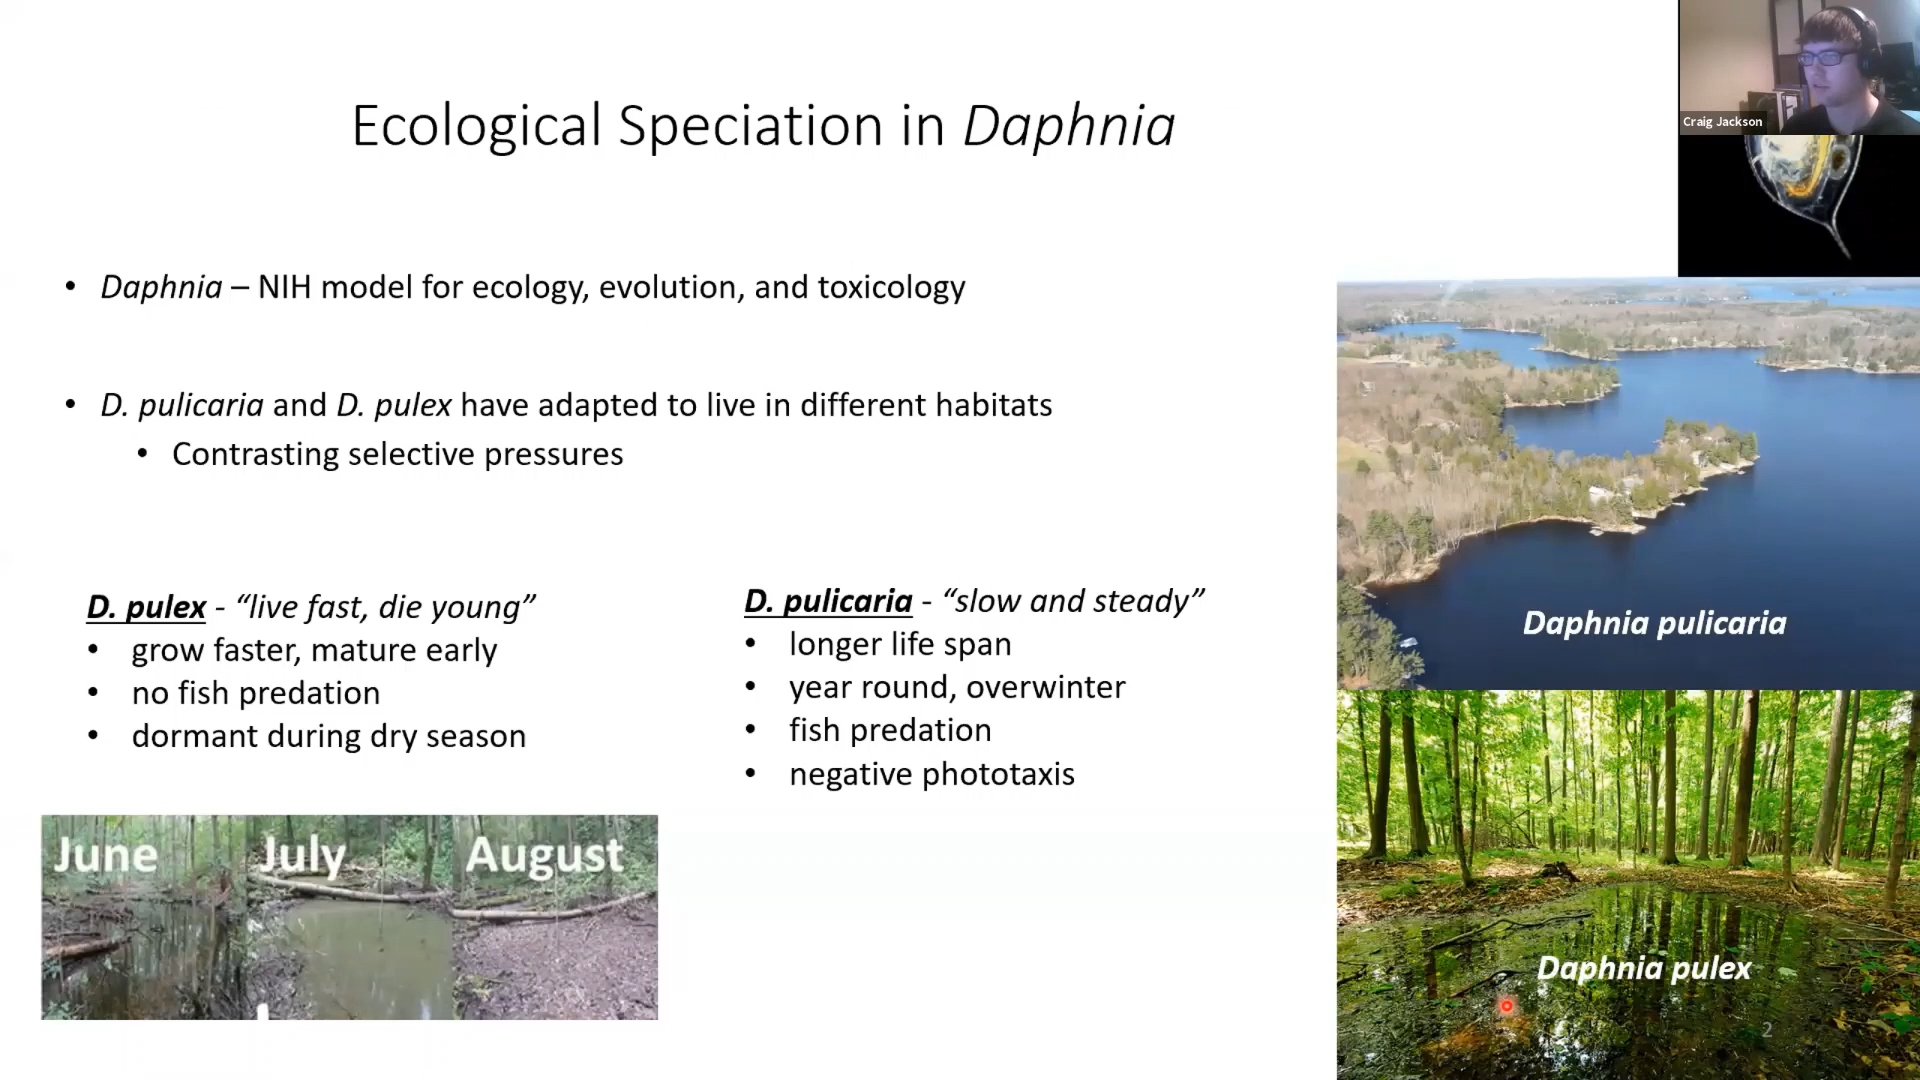 Ecological Speciation in Daphnia
Craig Jackson
• Daphnia – NIH model for ecology, evolution, and toxicology
• D. pulicaria and D. pulex have adapted to live in different habitats
• Contrasting selective pressures
D. pulex - “live fast, die young”
• grow faster, mature early
• no fish predation
• dormant during dry season
D. pulicaria - “slow and steady”
• longer life span
• year round, overwinter
• fish predation
• negative phototaxis
Daphnia pulicaria
June
July
August
Daphnia pulex
2